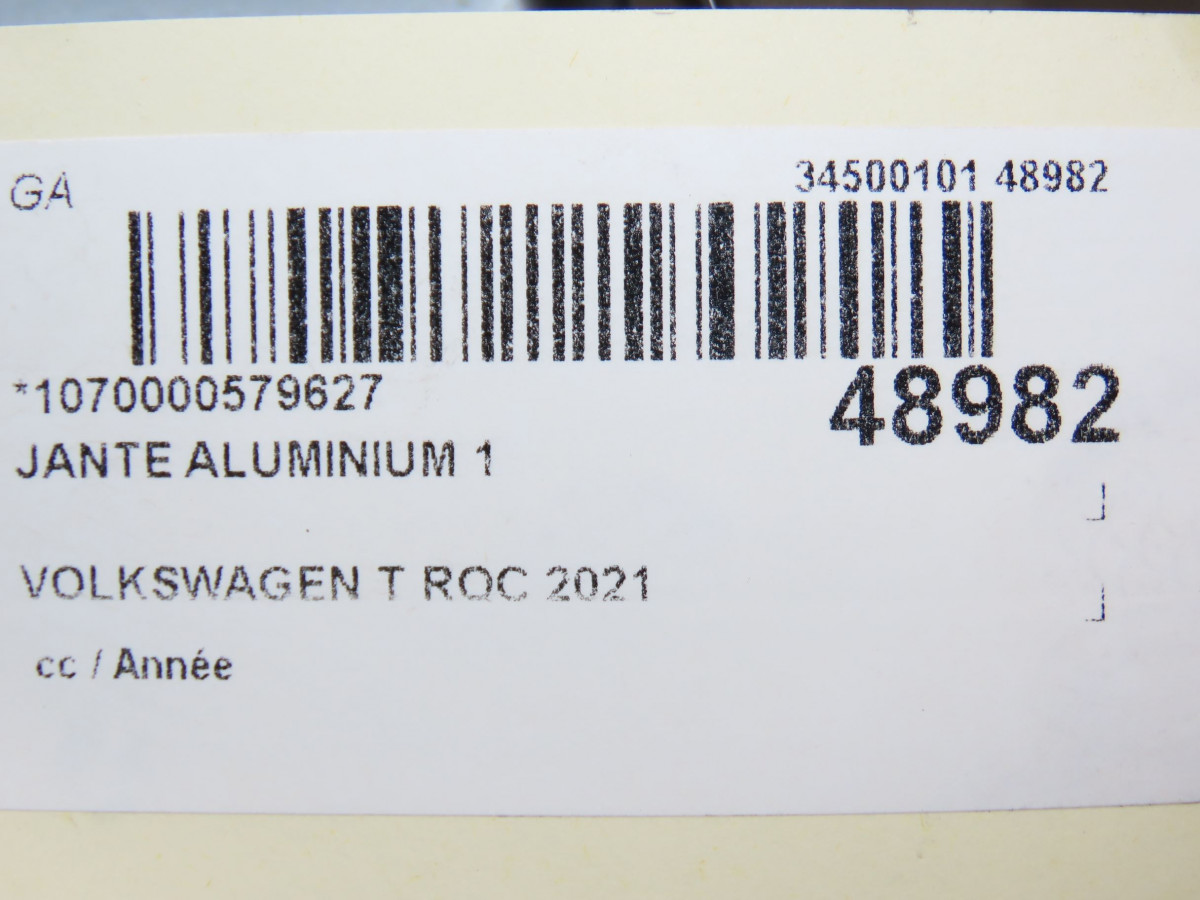 GA
34500101 48982
*1070000579627
48982
JANTE ALUMINIUM 1
VOLKSWAGEN T ROC 2021
cc / Année